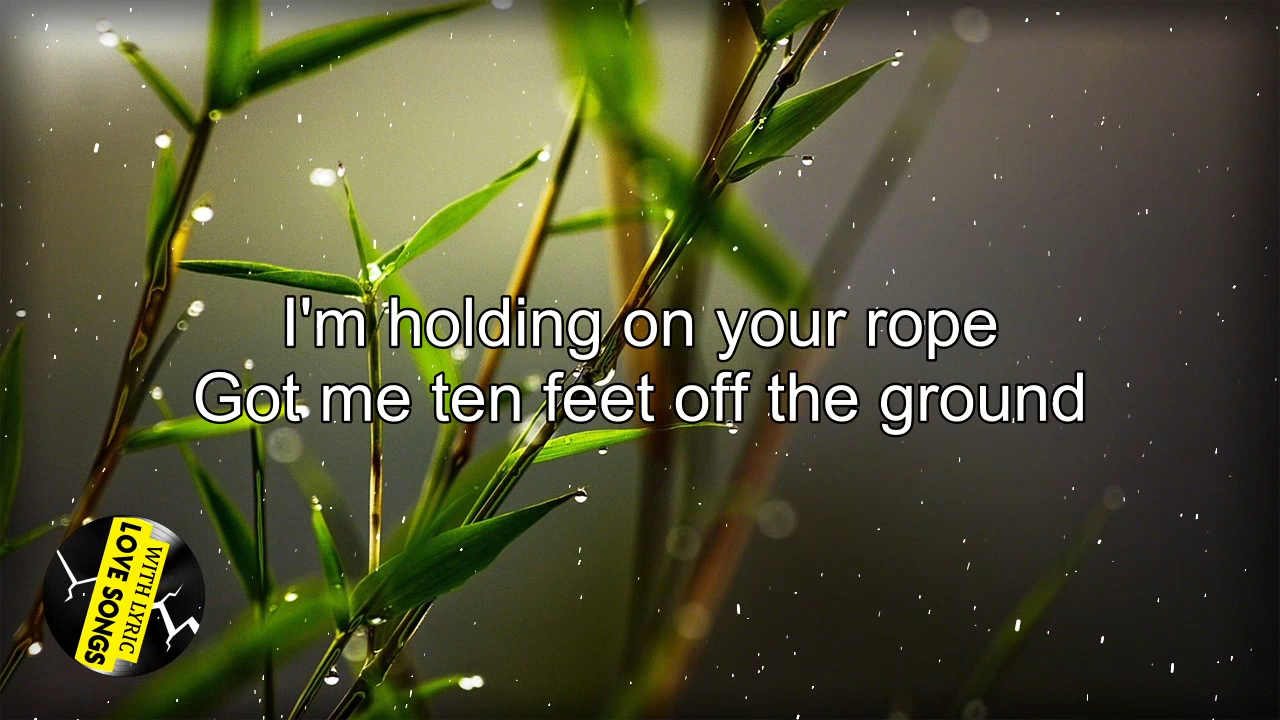 I'm holding on your rope
Got me ten feet off the ground
LOVE SONGS
WITH LYRIC